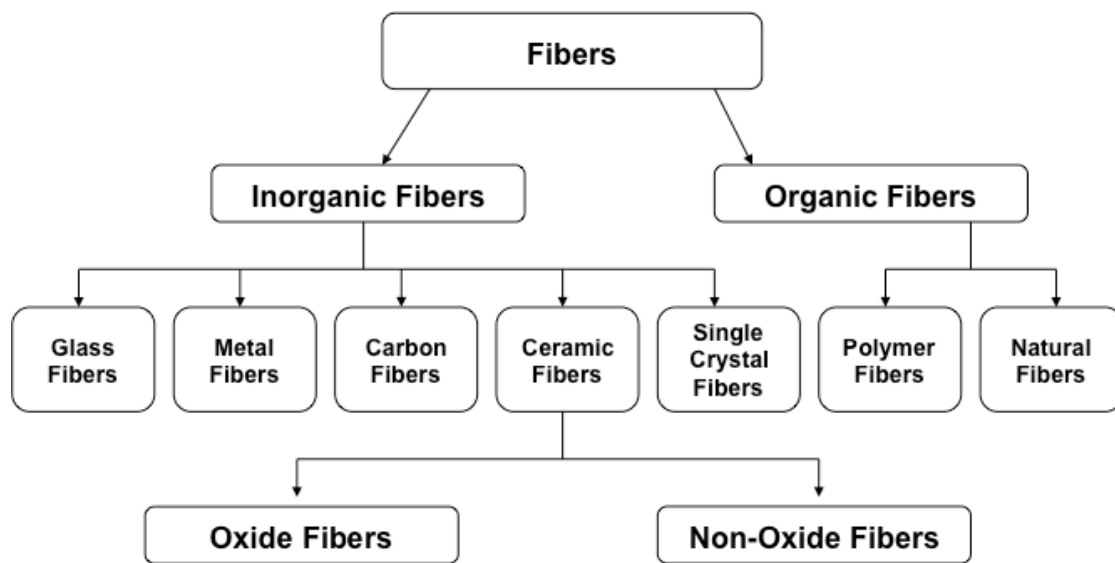 Fibers
Inorganic Fibers
Organic Fibers
Glass
Fibers
Metal
Fibers
Carbon
Fibers
Ceramic
Fibers
Single
Crystal
Fibers
Polymer
Fibers
Natural
Fibers
Oxide Fibers
Non-Oxide Fibers